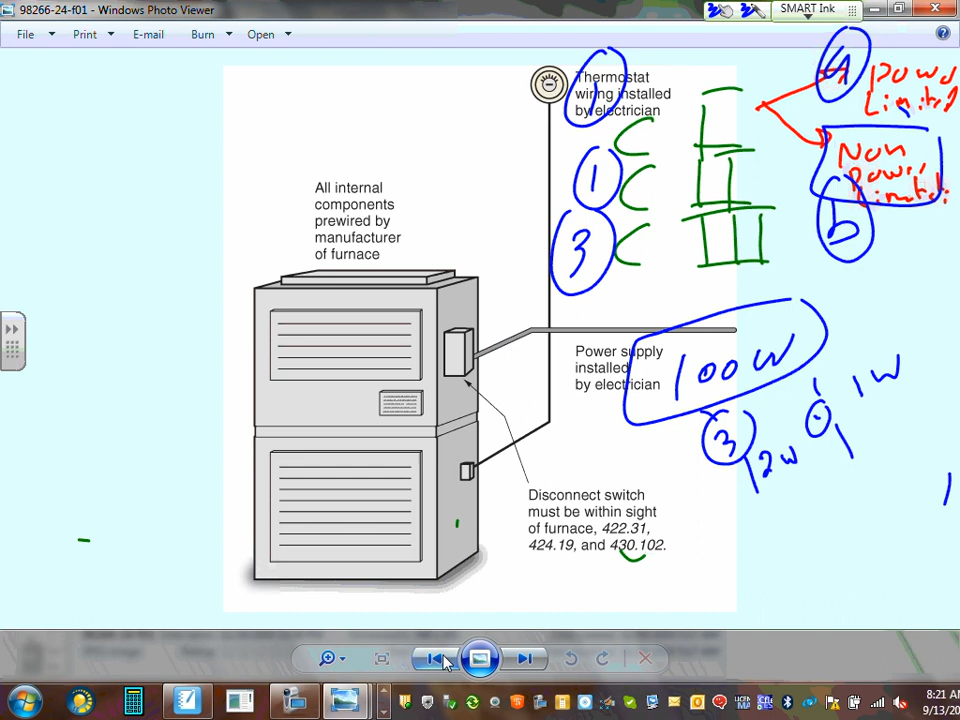 98266-24-f01 - Windows Photo Viewer
SMART Ink
File Print E-mail Burn Open
Thermostat
wiring installed
by electrician
1
a
Limited
Non
Power
b
C
1 C
3 C
All internal
components
prewired by
manufacturer
of furnace
Power supply
installed
by electrician
100W
1W
3
2W
Disconnect switch
must be within sight
of furnace, 422.31,
424.19, and 430.102.
8:21 AM